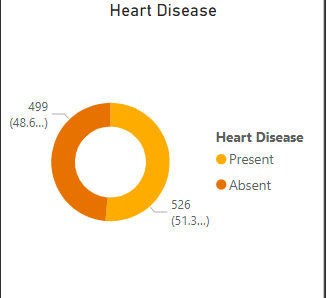 Heart Disease
499
(48.6...)
Heart Disease
Present
Absent
526
(51.3...)